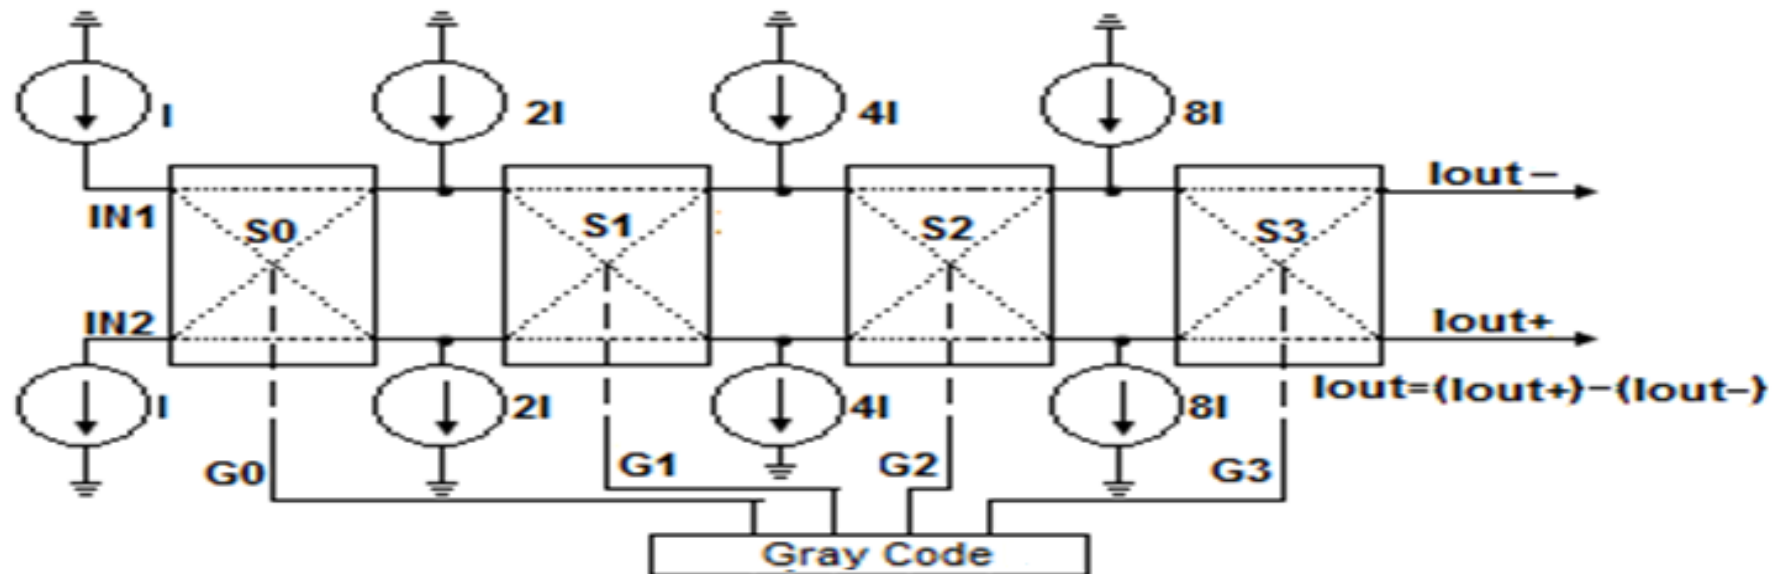 I
2I
4I
8I
Iout-
IN1
S0
S1
S2
S3
IN2
Iout+
I
2I
4I
8I
Iout=(Iout+)-(Iout-)
G0
G1
G2
G3
Gray Code